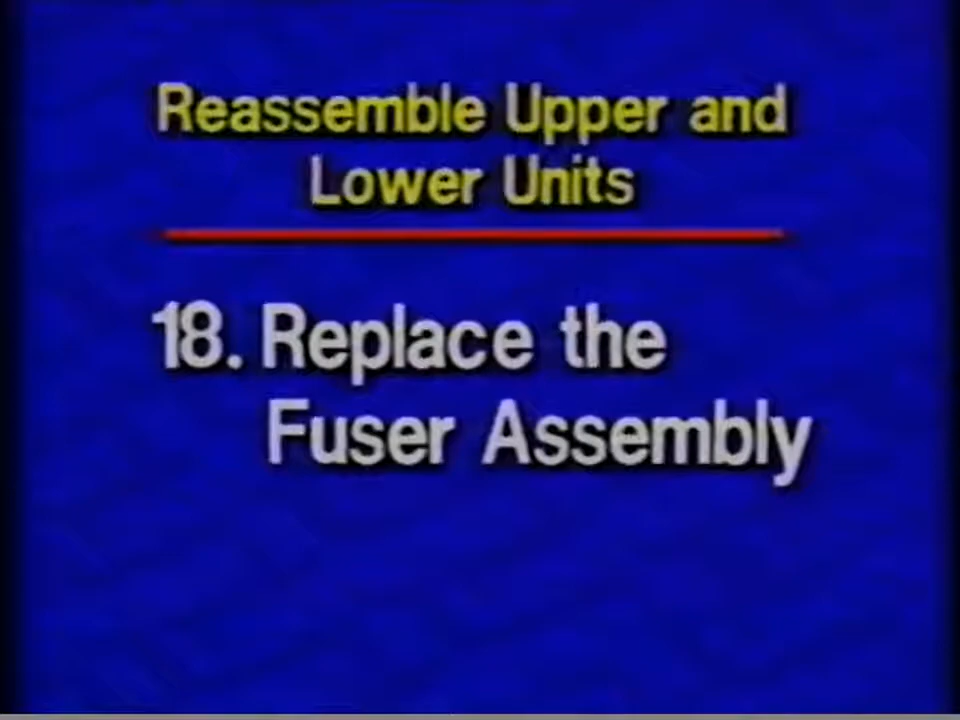 Reassemble Upper and
Lower Units
18. Replace the
Fuser Assembly